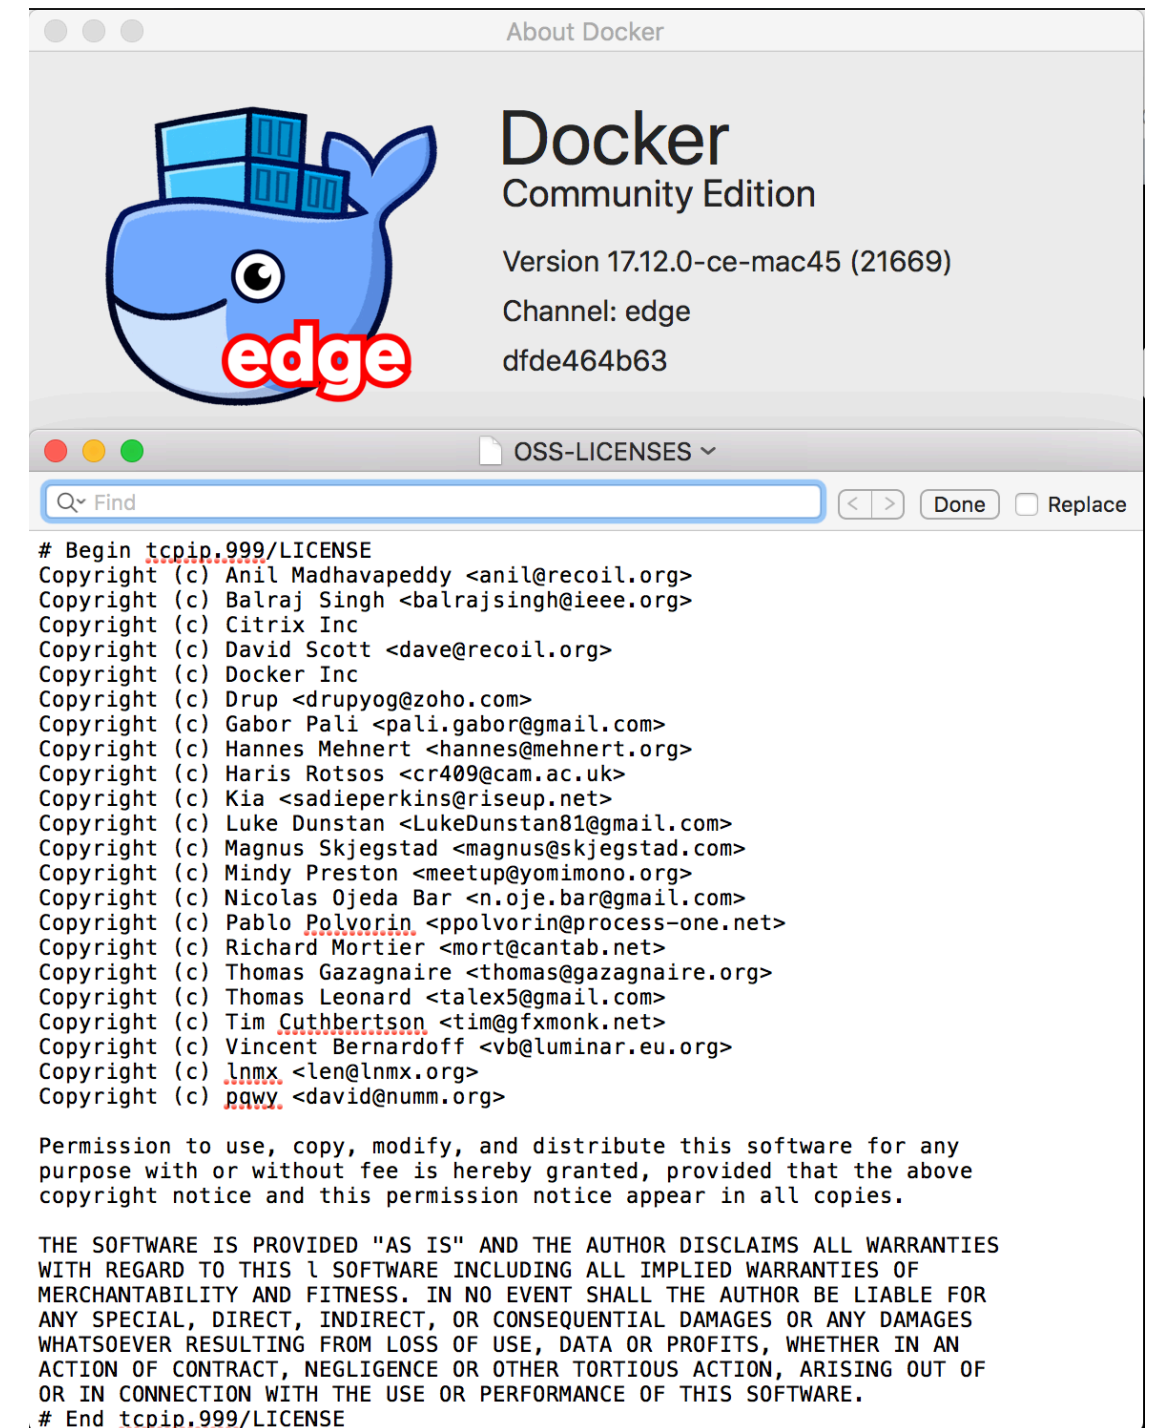 About Docker
Docker
Community Edition
Version 17.12.0-ce-mac45 (21669)
Channel: edge
dfde464b63
edge
OSS-LICENSES
Find
< >
Done
Replace
# Begin tcpip.999/LICENSE
Copyright (c) Anil Madhavapeddy <anil@recoil.org>
Copyright (c) Balraj Singh <balrajsingh@ieee.org>
Copyright (c) Citrix Inc
Copyright (c) David Scott <dave@recoil.org>
Copyright (c) Docker Inc
Copyright (c) Drup <drupyog@zoho.com>
Copyright (c) Gabor Pali <pali.gabor@gmail.com>
Copyright (c) Hannes Mehnert <hannes@mehnert.org>
Copyright (c) Haris Rotsos <cr409@cam.ac.uk>
Copyright (c) Kia <sadieperkins@riseup.net>
Copyright (c) Luke Dunstan <LukeDunstan81@gmail.com>
Copyright (c) Magnus Skjegstad <magnus@skjegstad.com>
Copyright (c) Mindy Preston <meetup@yomimono.org>
Copyright (c) Nicolas Ojeda Bar <n.oje.bar@gmail.com>
Copyright (c) Pablo Polvorin <ppolvorin@process-one.net>
Copyright (c) Richard Mortier <mort@cantab.net>
Copyright (c) Thomas Gazagnaire <thomas@gazagnaire.org>
Copyright (c) Thomas Leonard <talex5@gmail.com>
Copyright (c) Tim Cuthbertson <tim@gfxmonk.net>
Copyright (c) Vincent Bernardoff <vb@luminar.eu.org>
Copyright (c) lnmx <len@lnmx.org>
Copyright (c) pqwy <david@numm.org>

Permission to use, copy, modify, and distribute this software for any
purpose with or without fee is hereby granted, provided that the above
copyright notice and this permission notice appear in all copies.

THE SOFTWARE IS PROVIDED "AS IS" AND THE AUTHOR DISCLAIMS ALL WARRANTIES
WITH REGARD TO THIS l SOFTWARE INCLUDING ALL IMPLIED WARRANTIES OF
MERCHANTABILITY AND FITNESS. IN NO EVENT SHALL THE AUTHOR BE LIABLE FOR
ANY SPECIAL, DIRECT, INDIRECT, OR CONSEQUENTIAL DAMAGES OR ANY DAMAGES
WHATSOEVER RESULTING FROM LOSS OF USE, DATA OR PROFITS, WHETHER IN AN
ACTION OF CONTRACT, NEGLIGENCE OR OTHER TORTIOUS ACTION, ARISING OUT OF
OR IN CONNECTION WITH THE USE OR PERFORMANCE OF THIS SOFTWARE.
# End tcpip.999/LICENSE